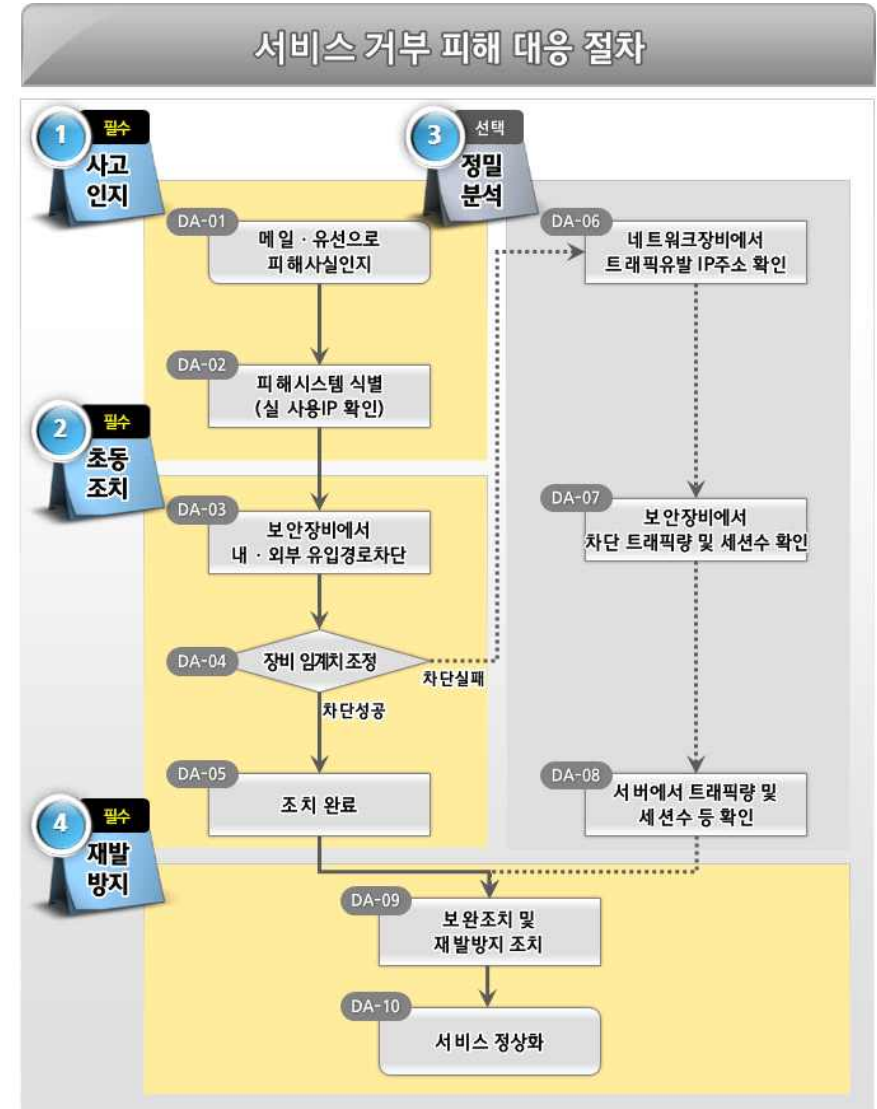 서비스 거부 피해 대응 절차
1
필수
사고
인지
DA-01
메일 · 유선으로
피해사실인지
DA-02
피해시스템 식별
(실 사용IP 확인)
2
필수
초동
조치
DA-03
보안장비에서
내 · 외부 유입경로차단
DA-04
장비 임계치 조정
차단실패
차단성공
DA-05
조치 완료
3
선택
정밀
분석
DA-06
네트워크장비에서
트래픽유발 IP주소 확인
DA-07
보안장비에서
차단 트래픽량 및 세션수 확인
DA-08
서버에서 트래픽량 및
세션수 등 확인
4
필수
재발
방지
DA-09
보완조치 및
재발방지 조치
DA-10
서비스 정상화